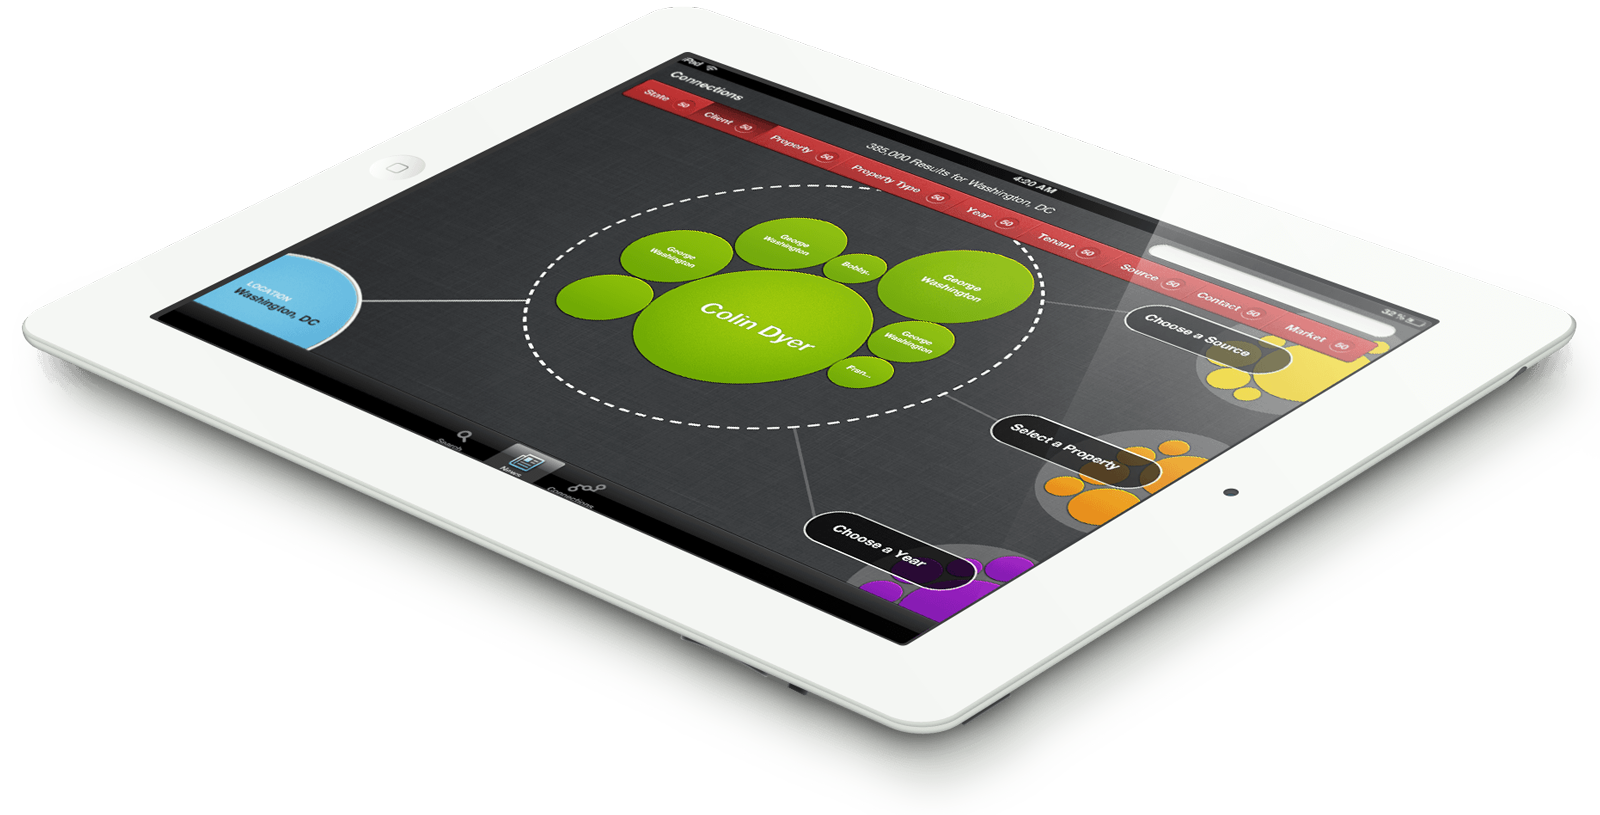 iPad
4:20 AM
32 %
Connections
385,000 Results for Washington, DC
State 50
Client 50
Property 50
Property Type 50
Year 50
Tenant 50
Source 50
Contact 50
Market 50
LOCATION
Washington, DC
George
Washington
George
Washington
Bobby...
George
Washington
Colin Dyer
George
Washington
Fran...
Choose a Source
Select a Property
Choose a Year
Search
News
Connections